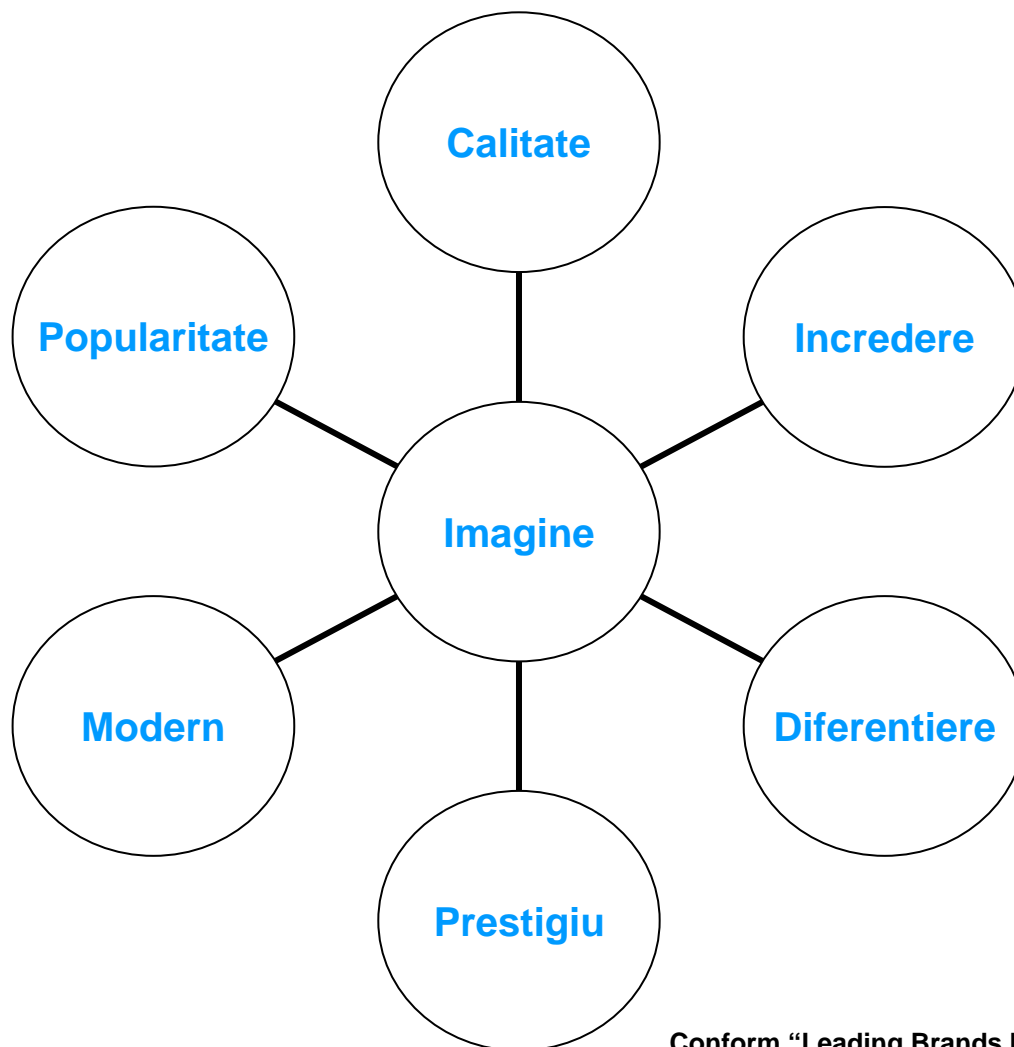 Calitate
Popularitate
Incredere
Imagine
Modern
Diferentiere
Prestigiu
Conform “Leading Brands